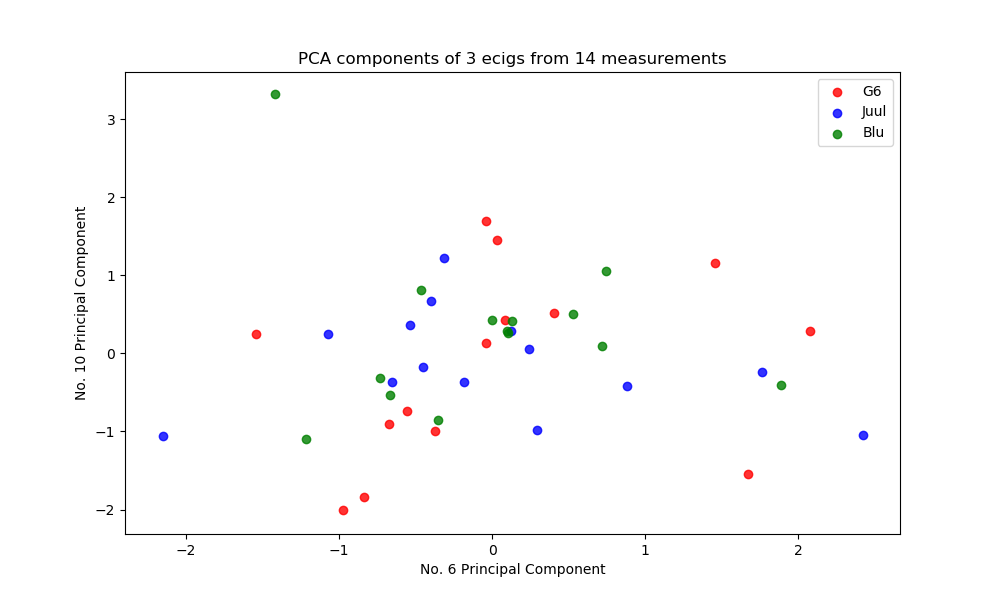 PCA components of 3 ecigs from 14 measurements
G6
Juul
Blu
3
2
1
0
−1
−2
No. 10 Principal Component
−2 −1 0 1 2
No. 6 Principal Component